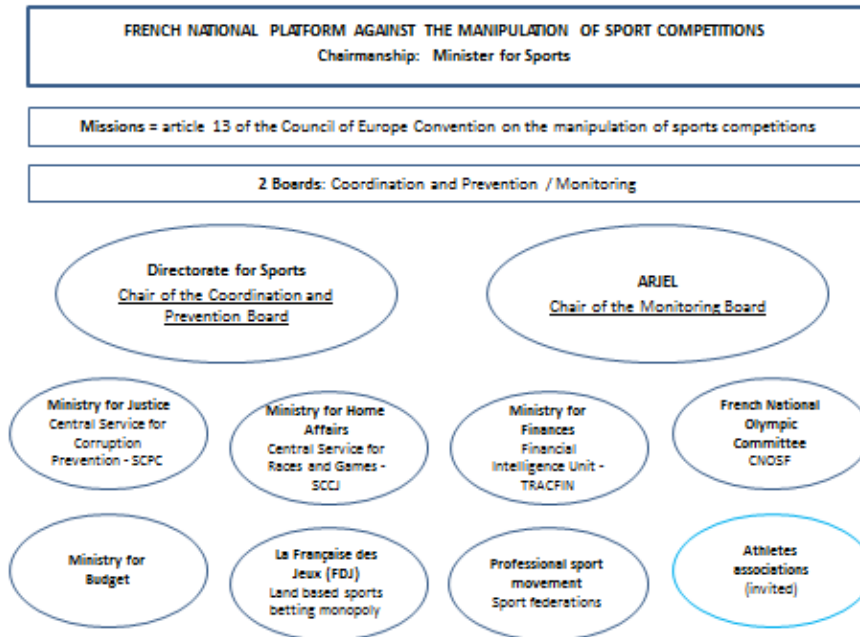 FRENCH NATIONAL PLATFORM AGAINST THE MANIPULATION OF SPORT COMPETITIONS
Chairmanship: Minister for Sports
Missions = article 13 of the Council of Europe Convention on the manipulation of sports competitions
2 Boards: Coordination and Prevention / Monitoring
Directorate for Sports
Chair of the Coordination and
Prevention Board
ARJEL
Chair of the Monitoring Board
Ministry for Justice
Central Service for
Corruption
Prevention - SCPC
Ministry for Home
Affairs
Central Service for
Races and Games -
SCCJ
Ministry for
Finances
Financial
Intelligence Unit -
TRACFIN
French National
Olympic
Committee
CNOSF
Ministry for
Budget
La Française des
Jeux (FDJ)
Land based sports
betting monopoly
Professional sport
movement
Sport federations
Athletes
associations
(invited)